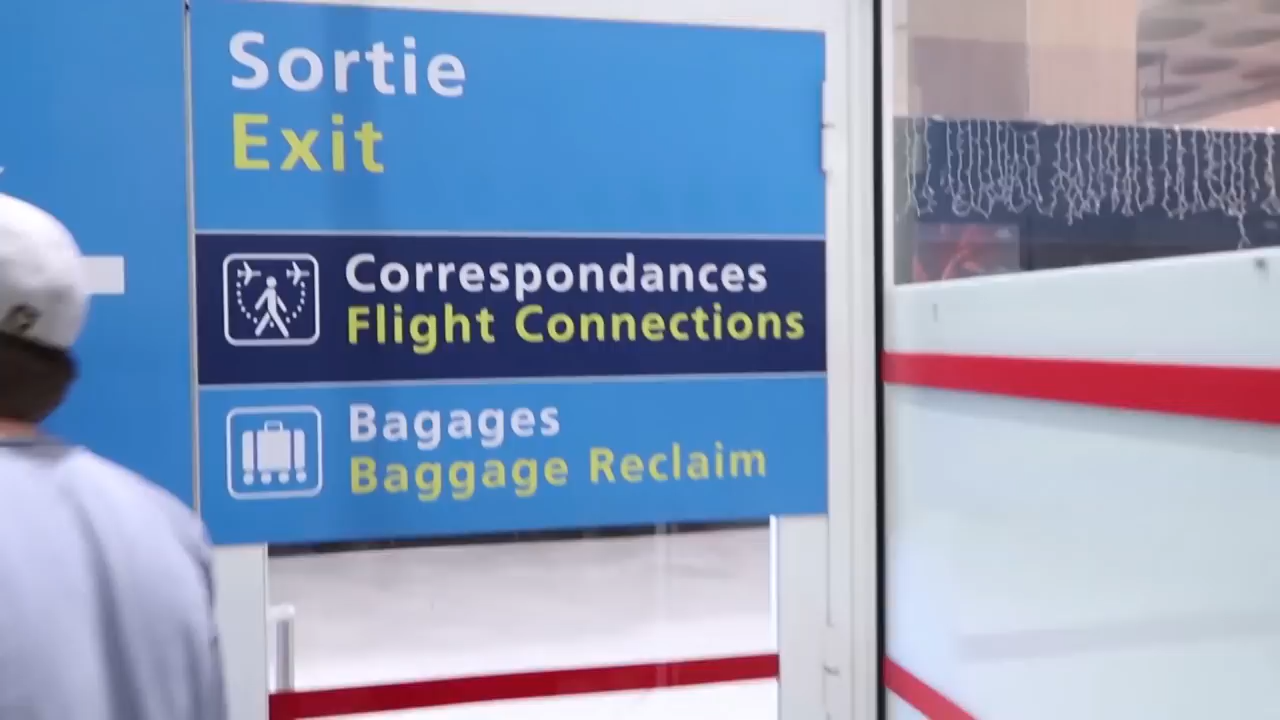 Sortie
Exit
Correspondances
Flight Connections
Bagages
Baggage Reclaim